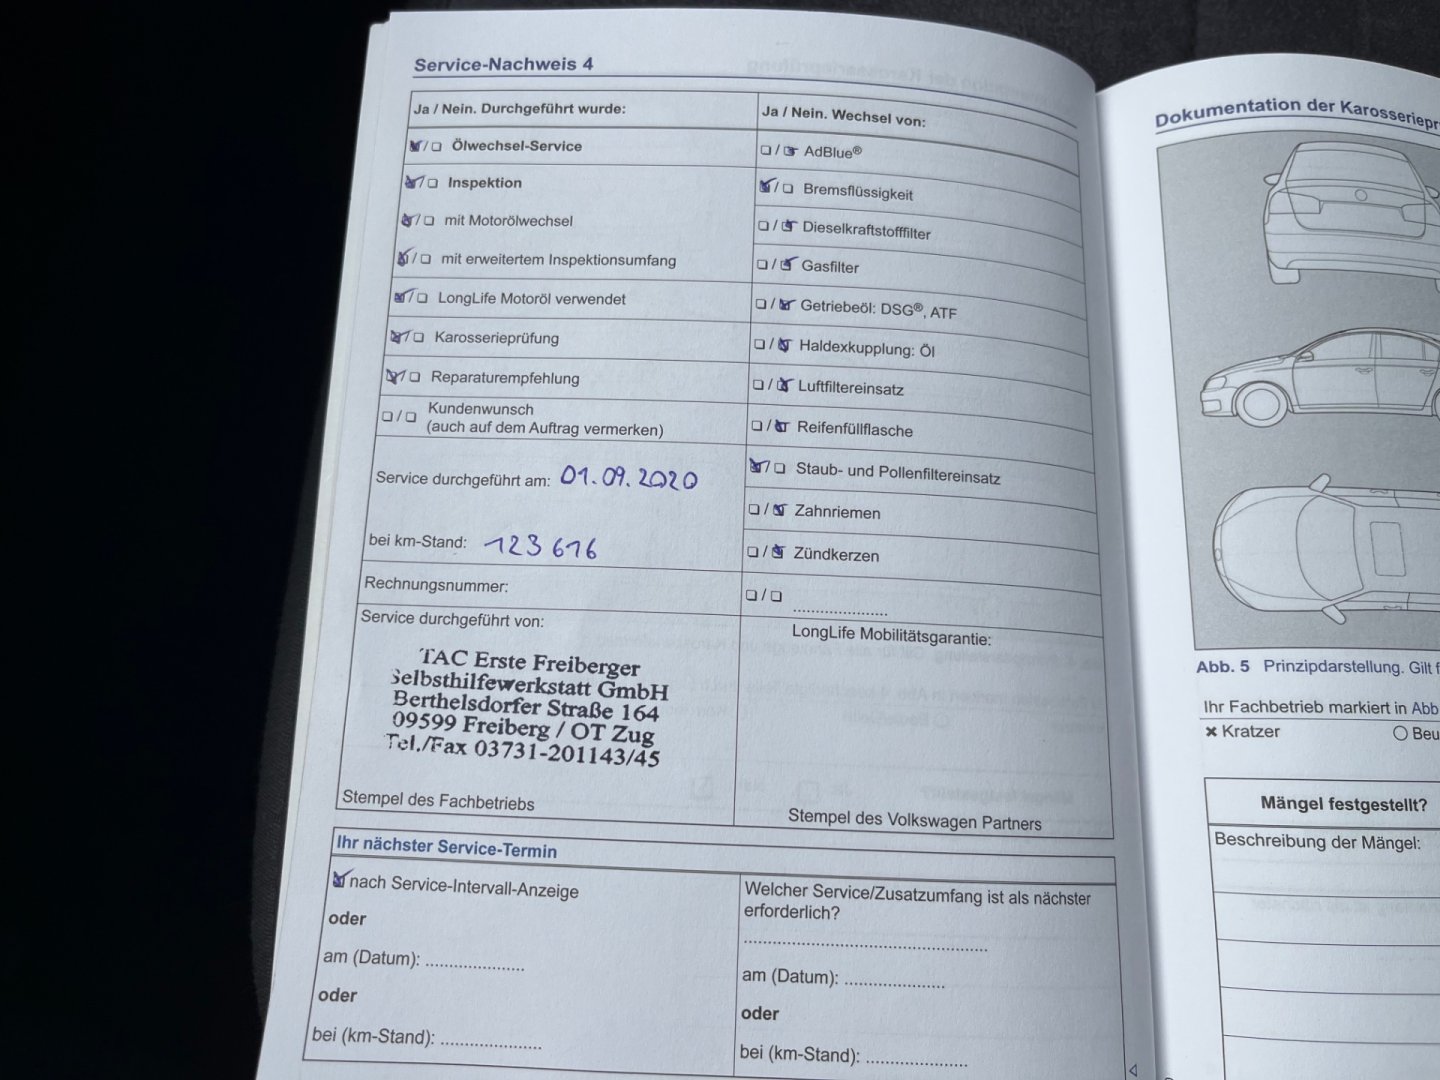 Service-Nachweis 4
Ja / Nein. Durchgeführt wurde:
Ölwechsel-Service
Inspektion
mit Motorölwechsel
mit erweitertem Inspektionsumfang
LongLife Motoröl verwendet
Karosserieprüfung
Reparaturempfehlung
Kundenwunsch
(auch auf dem Auftrag vermerken)
Service durchgeführt am: 01.09.2020
bei km-Stand: 123 616
Rechnungsnummer:
Service durchgeführt von:
TAC Erste Freiberger
Selbsthilfewerkstatt GmbH
Berthelsdorfer Straße 164
09599 Freiberg / OT Zug
Tel./Fax 03731-201143/45
Stempel des Fachbetriebs
Ja / Nein. Wechsel von:
AdBlue®
Bremsflüssigkeit
Dieselkraftstofffilter
Gasfilter
Getriebeöl: DSG®, ATF
Haldexkupplung: Öl
Luftfiltereinsatz
Reifenfüllflasche
Staub- und Pollenfiltereinsatz
Zahnriemen
Zündkerzen
LongLife Mobilitätsgarantie:
Stempel des Volkswagen Partners
Ihr nächster Service-Termin
nach Service-Intervall-Anzeige
oder
am (Datum): ....................
oder
bei (km-Stand): ....................
Welcher Service/Zusatzumfang ist als nächster
erforderlich?
am (Datum): ....................
oder
bei (km-Stand): ....................
Dokumentation der Karosseriepr
Abb. 5 Prinzipdarstellung. Gilt f
Ihr Fachbetrieb markiert in Abb
Kratzer
Beu
Mängel festgestellt?
Beschreibung der Mängel: